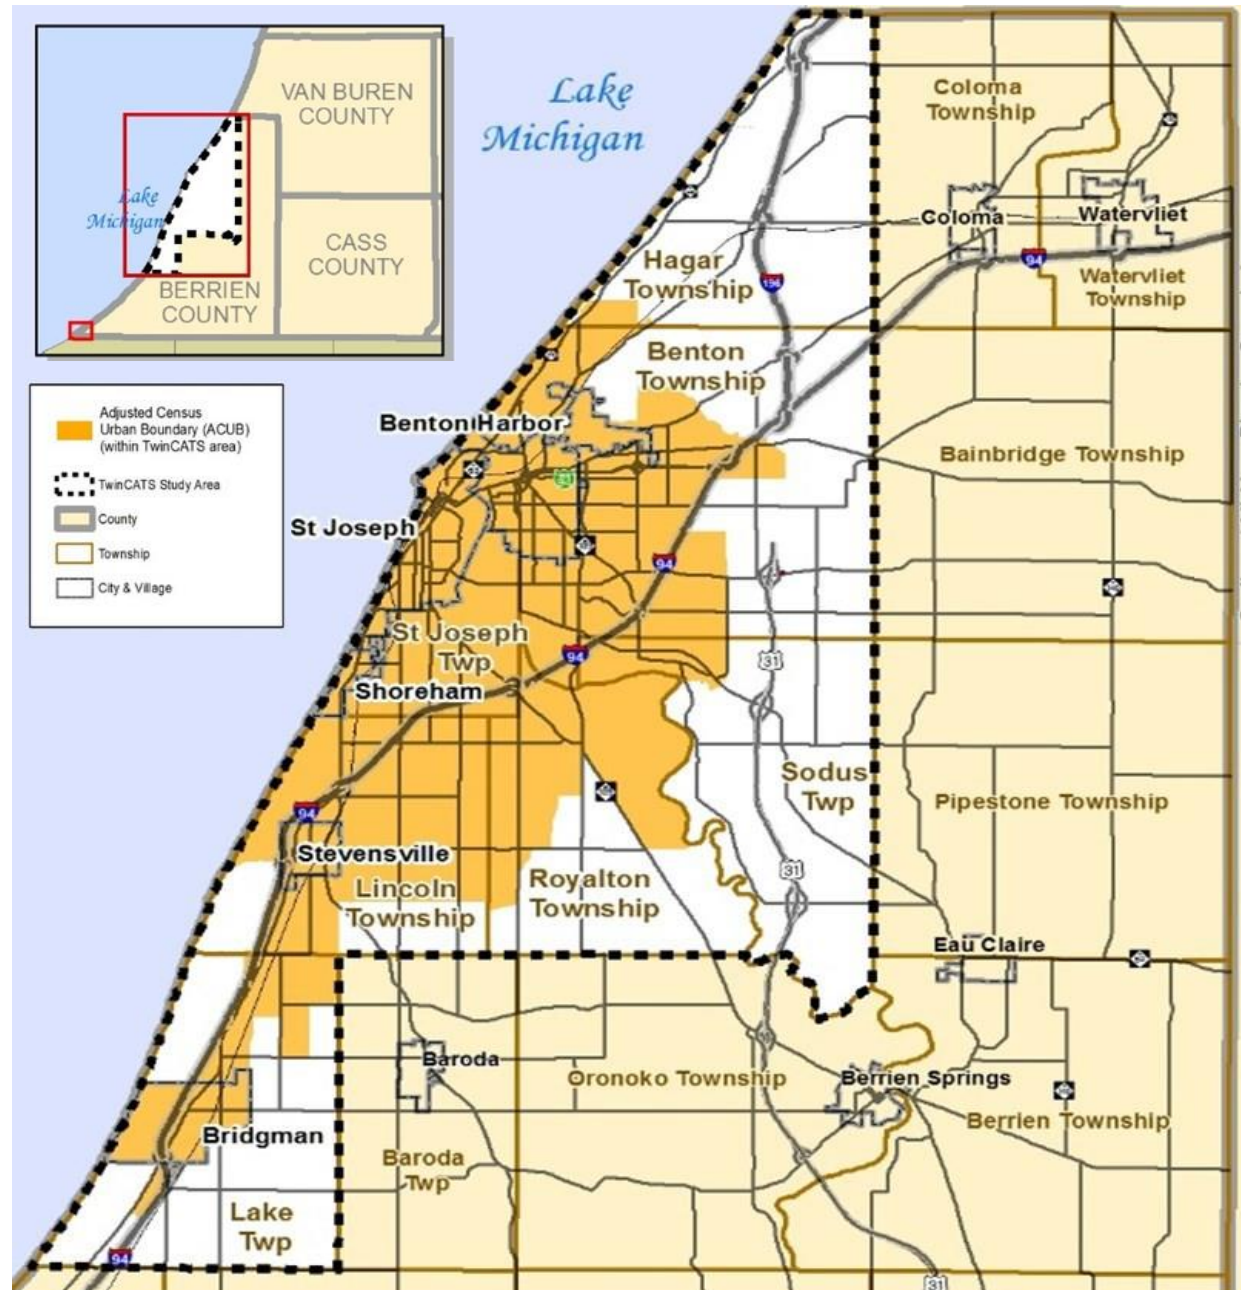 VAN BUREN
COUNTY
Lake
Michigan
CASS
COUNTY
BERRIEN
COUNTY
Adjusted Census
Urban Boundary (ACUB)
(within TwinCATS area)
TwinCATS Study Area
County
Township
City & Village
Lake
Michigan
Coloma
Township
Coloma
Watervliet
94
Watervliet
Township
Hagar
Township
196
Benton
Township
Benton Harbor
Bainbridge Township
St Joseph
94
St Joseph
Twp
94
31
Shoreham
Sodus
Twp
Pipestone Township
94
Stevensville
31
Lincoln
Township
Royalton
Township
Eau Claire
Baroda
Oronoko Township
Berrien Springs
Berrien Township
Bridgman
Baroda
Twp
Lake
Twp
94
31